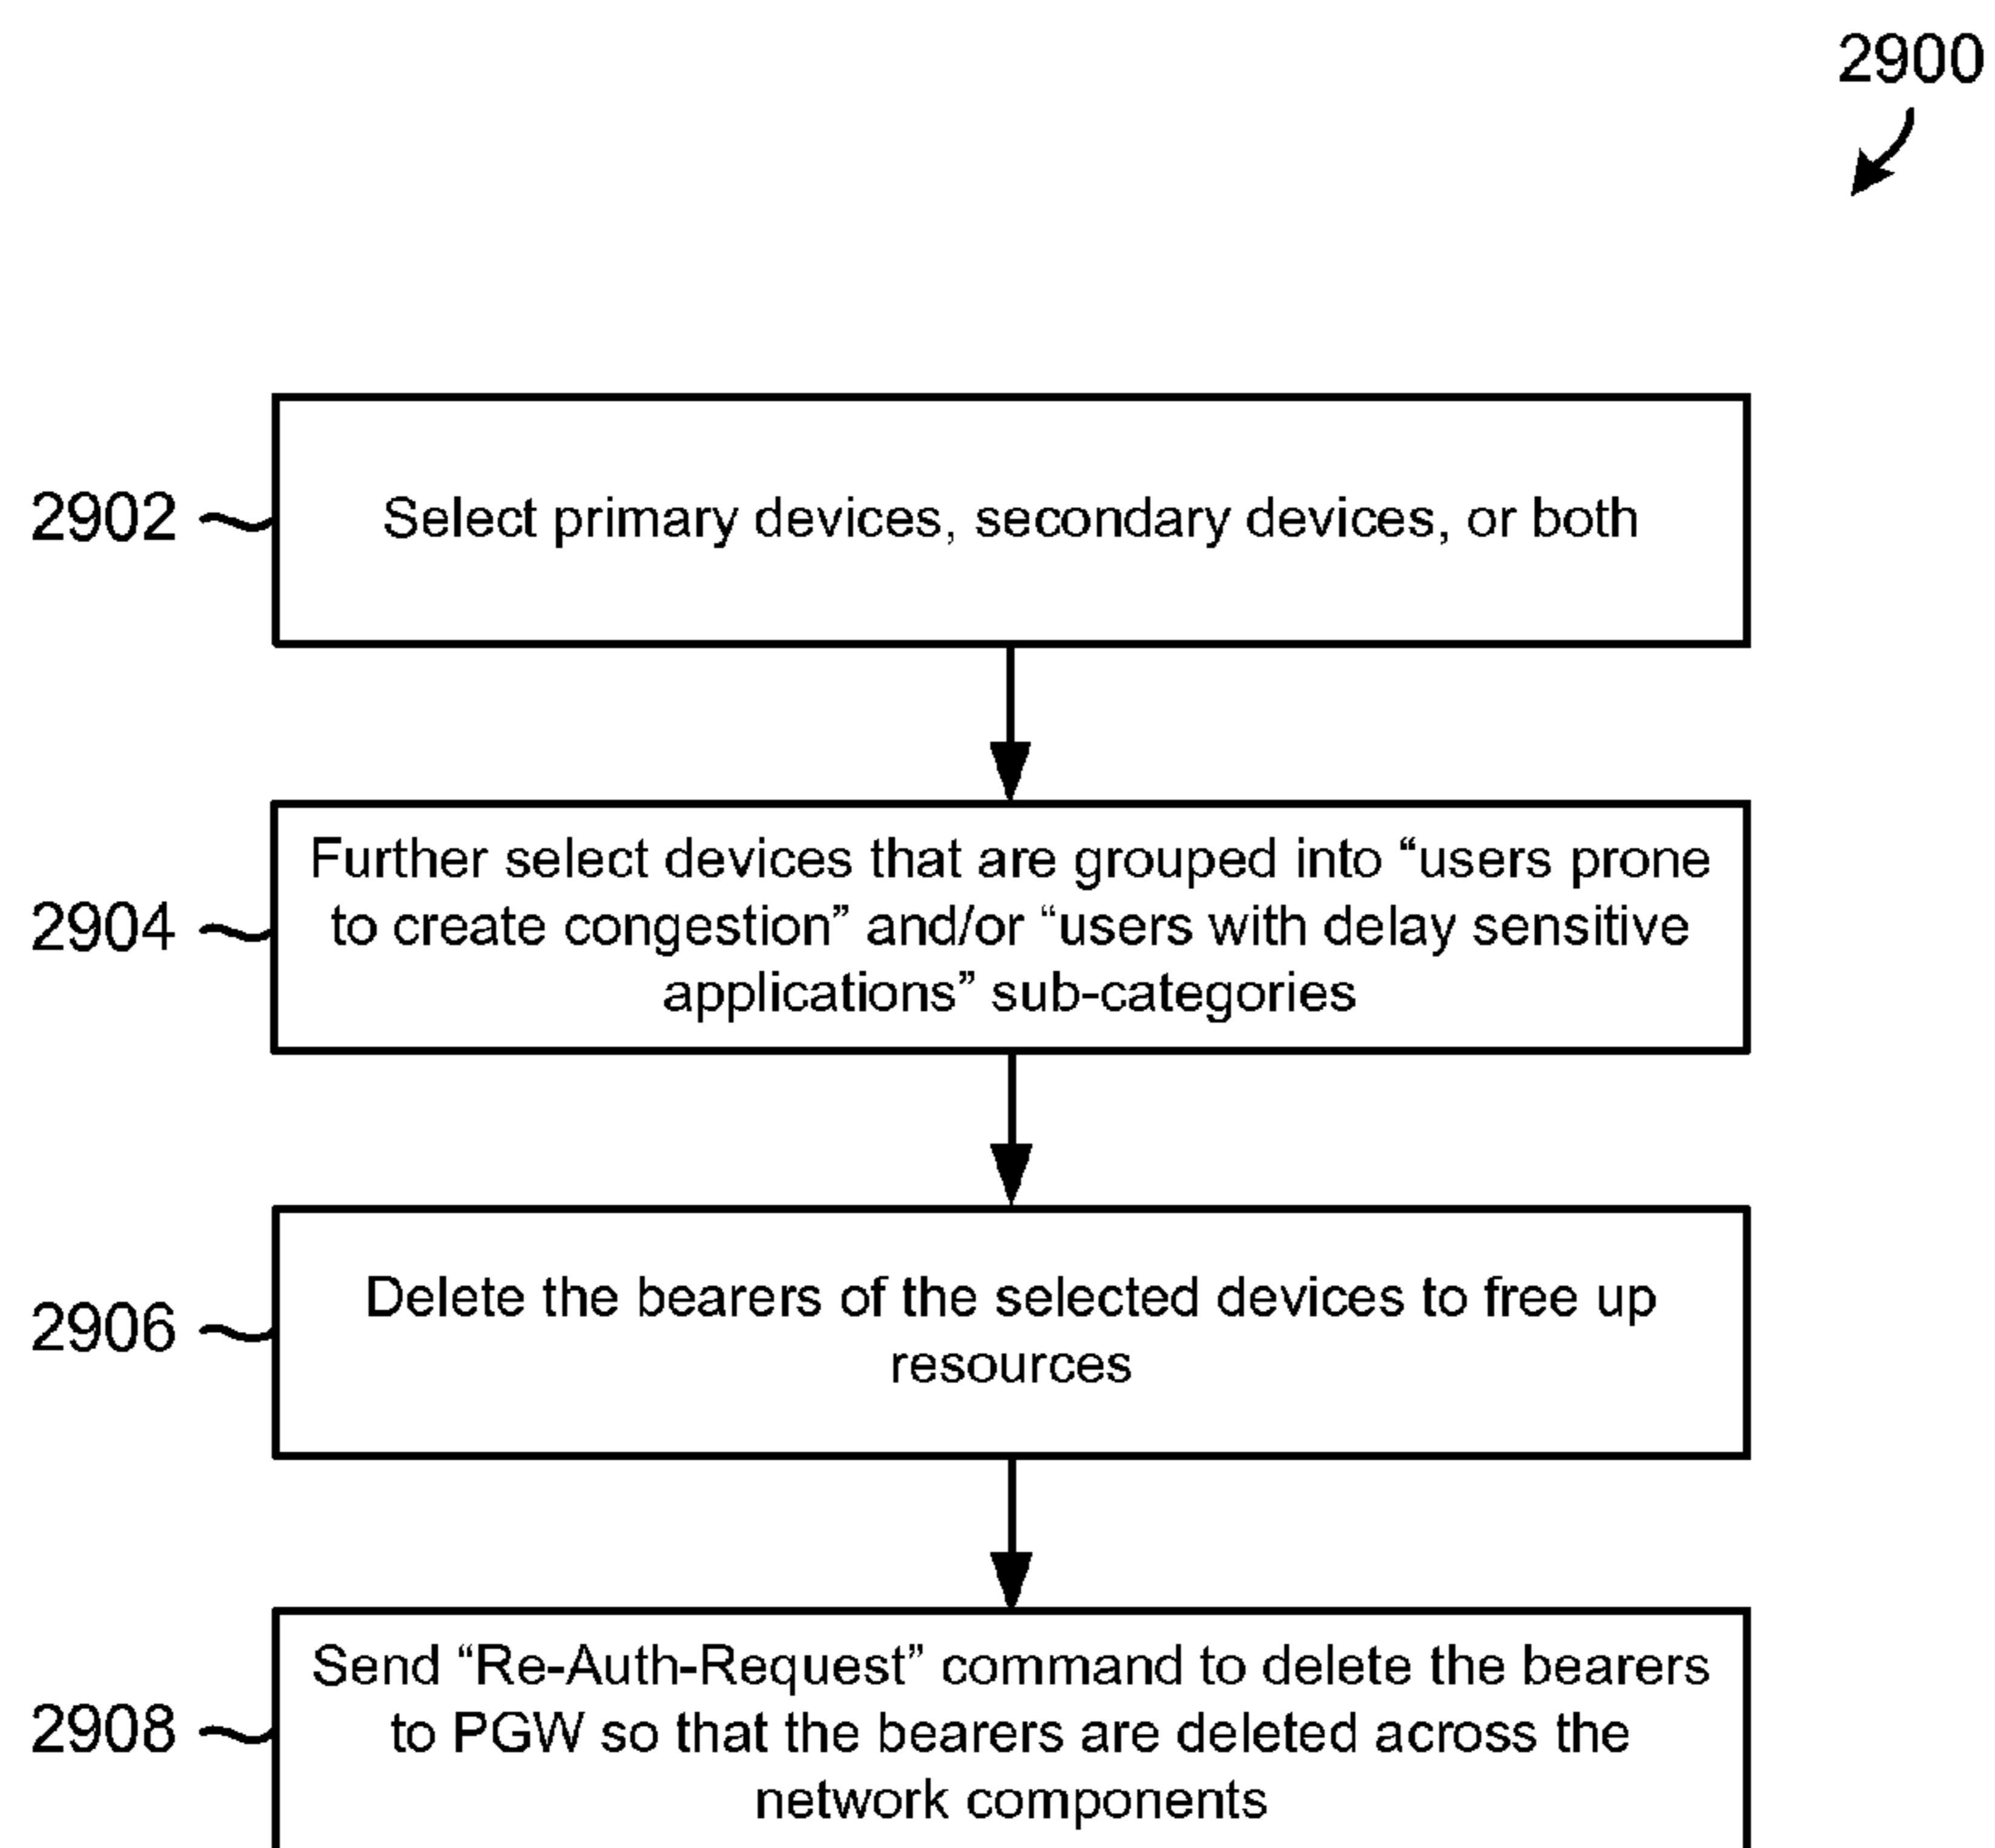 2900
2902
Select primary devices, secondary devices, or both
2904
Further select devices that are grouped into “users prone
to create congestion” and/or “users with delay sensitive
applications” sub-categories
2906
Delete the bearers of the selected devices to free up
resources
2908
Send “Re-Auth-Request” command to delete the bearers
to PGW so that the bearers are deleted across the
network components